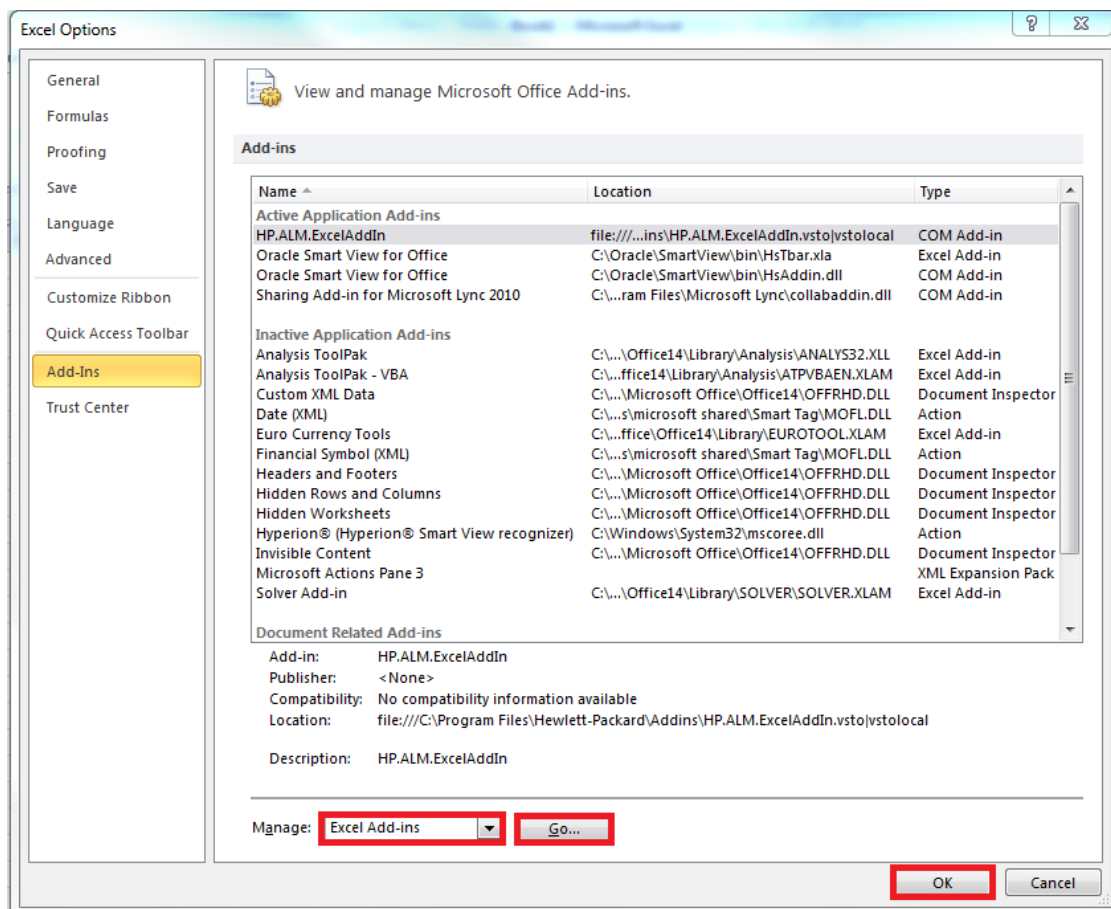 Excel Options
General
Formulas
Proofing
Save
Language
Advanced
Customize Ribbon
Quick Access Toolbar
Add-Ins
Trust Center
View and manage Microsoft Office Add-ins.
Add-ins
Name Location Type
Active Application Add-ins
HP.ALM.ExcelAddIn file:///...ins\HP.ALM.ExcelAddIn.vsto|vstolocal COM Add-in
Oracle Smart View for Office C:\Oracle\SmartView\bin\HsTbar.xla Excel Add-in
Oracle Smart View for Office C:\Oracle\SmartView\bin\HsAddin.dll COM Add-in
Sharing Add-in for Microsoft Lync 2010 C:\...ram Files\Microsoft Lync\collabaddin.dll COM Add-in
Inactive Application Add-ins
Analysis ToolPak C:\...\Office14\Library\Analysis\ANALYS32.XLL Excel Add-in
Analysis ToolPak - VBA C:\...ffice14\Library\Analysis\ATPVBAEN.XLAM Excel Add-in
Custom XML Data C:\...\Microsoft Office\Office14\OFFRHD.DLL Document Inspector
Date (XML) C:\...s\microsoft shared\Smart Tag\MOFL.DLL Action
Euro Currency Tools C:\...ffice\Office14\Library\EUROTOOL.XLAM Excel Add-in
Financial Symbol (XML) C:\...s\microsoft shared\Smart Tag\MOFL.DLL Action
Headers and Footers C:\...\Microsoft Office\Office14\OFFRHD.DLL Document Inspector
Hidden Rows and Columns C:\...\Microsoft Office\Office14\OFFRHD.DLL Document Inspector
Hidden Worksheets C:\...\Microsoft Office\Office14\OFFRHD.DLL Document Inspector
Hyperion® (Hyperion® Smart View recognizer) C:\Windows\System32\mscoree.dll Action
Invisible Content C:\...\Microsoft Office\Office14\OFFRHD.DLL Document Inspector
Microsoft Actions Pane 3 XML Expansion Pack
Solver Add-in C:\...\Office14\Library\SOLVER\SOLVER.XLAM Excel Add-in
Document Related Add-ins
Add-in: HP.ALM.ExcelAddIn
Publisher: <None>
Compatibility: No compatibility information available
Location: file:///C:\Program Files\Hewlett-Packard\Addins\HP.ALM.ExcelAddIn.vsto|vstolocal
Description: HP.ALM.ExcelAddIn
Manage: Excel Add-ins Go...
OK Cancel